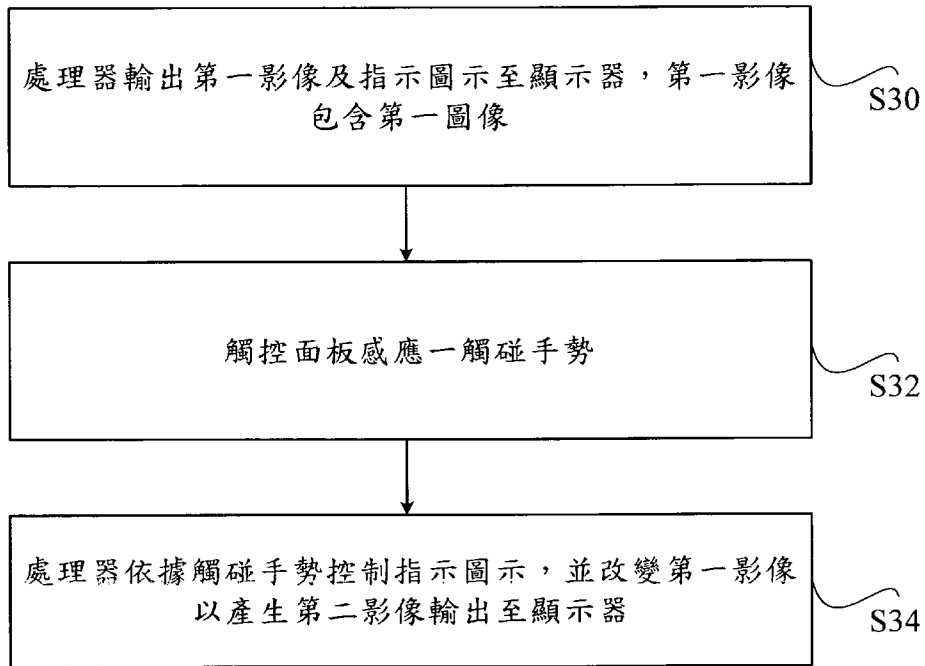 處理器輸出第一影像及指示圖示至顯示器，第一影像
包含第一圖像
S30
觸控面板感應一觸碰手勢
S32
處理器依據觸碰手勢控制指示圖示，並改變第一影像
以產生第二影像輸出至顯示器
S34